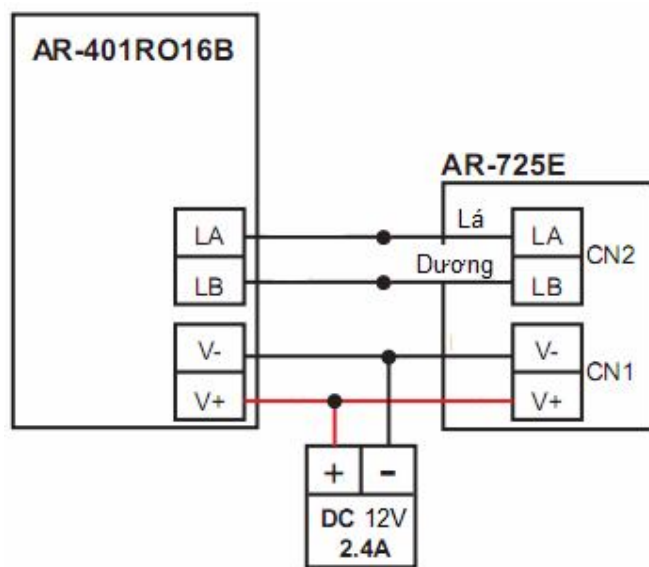 AR-401RO16B
AR-725E
LA Lá LA
CN2
LB Dương LB
V- V-
CN1
V+ V+
+ -
DC 12V
2.4A